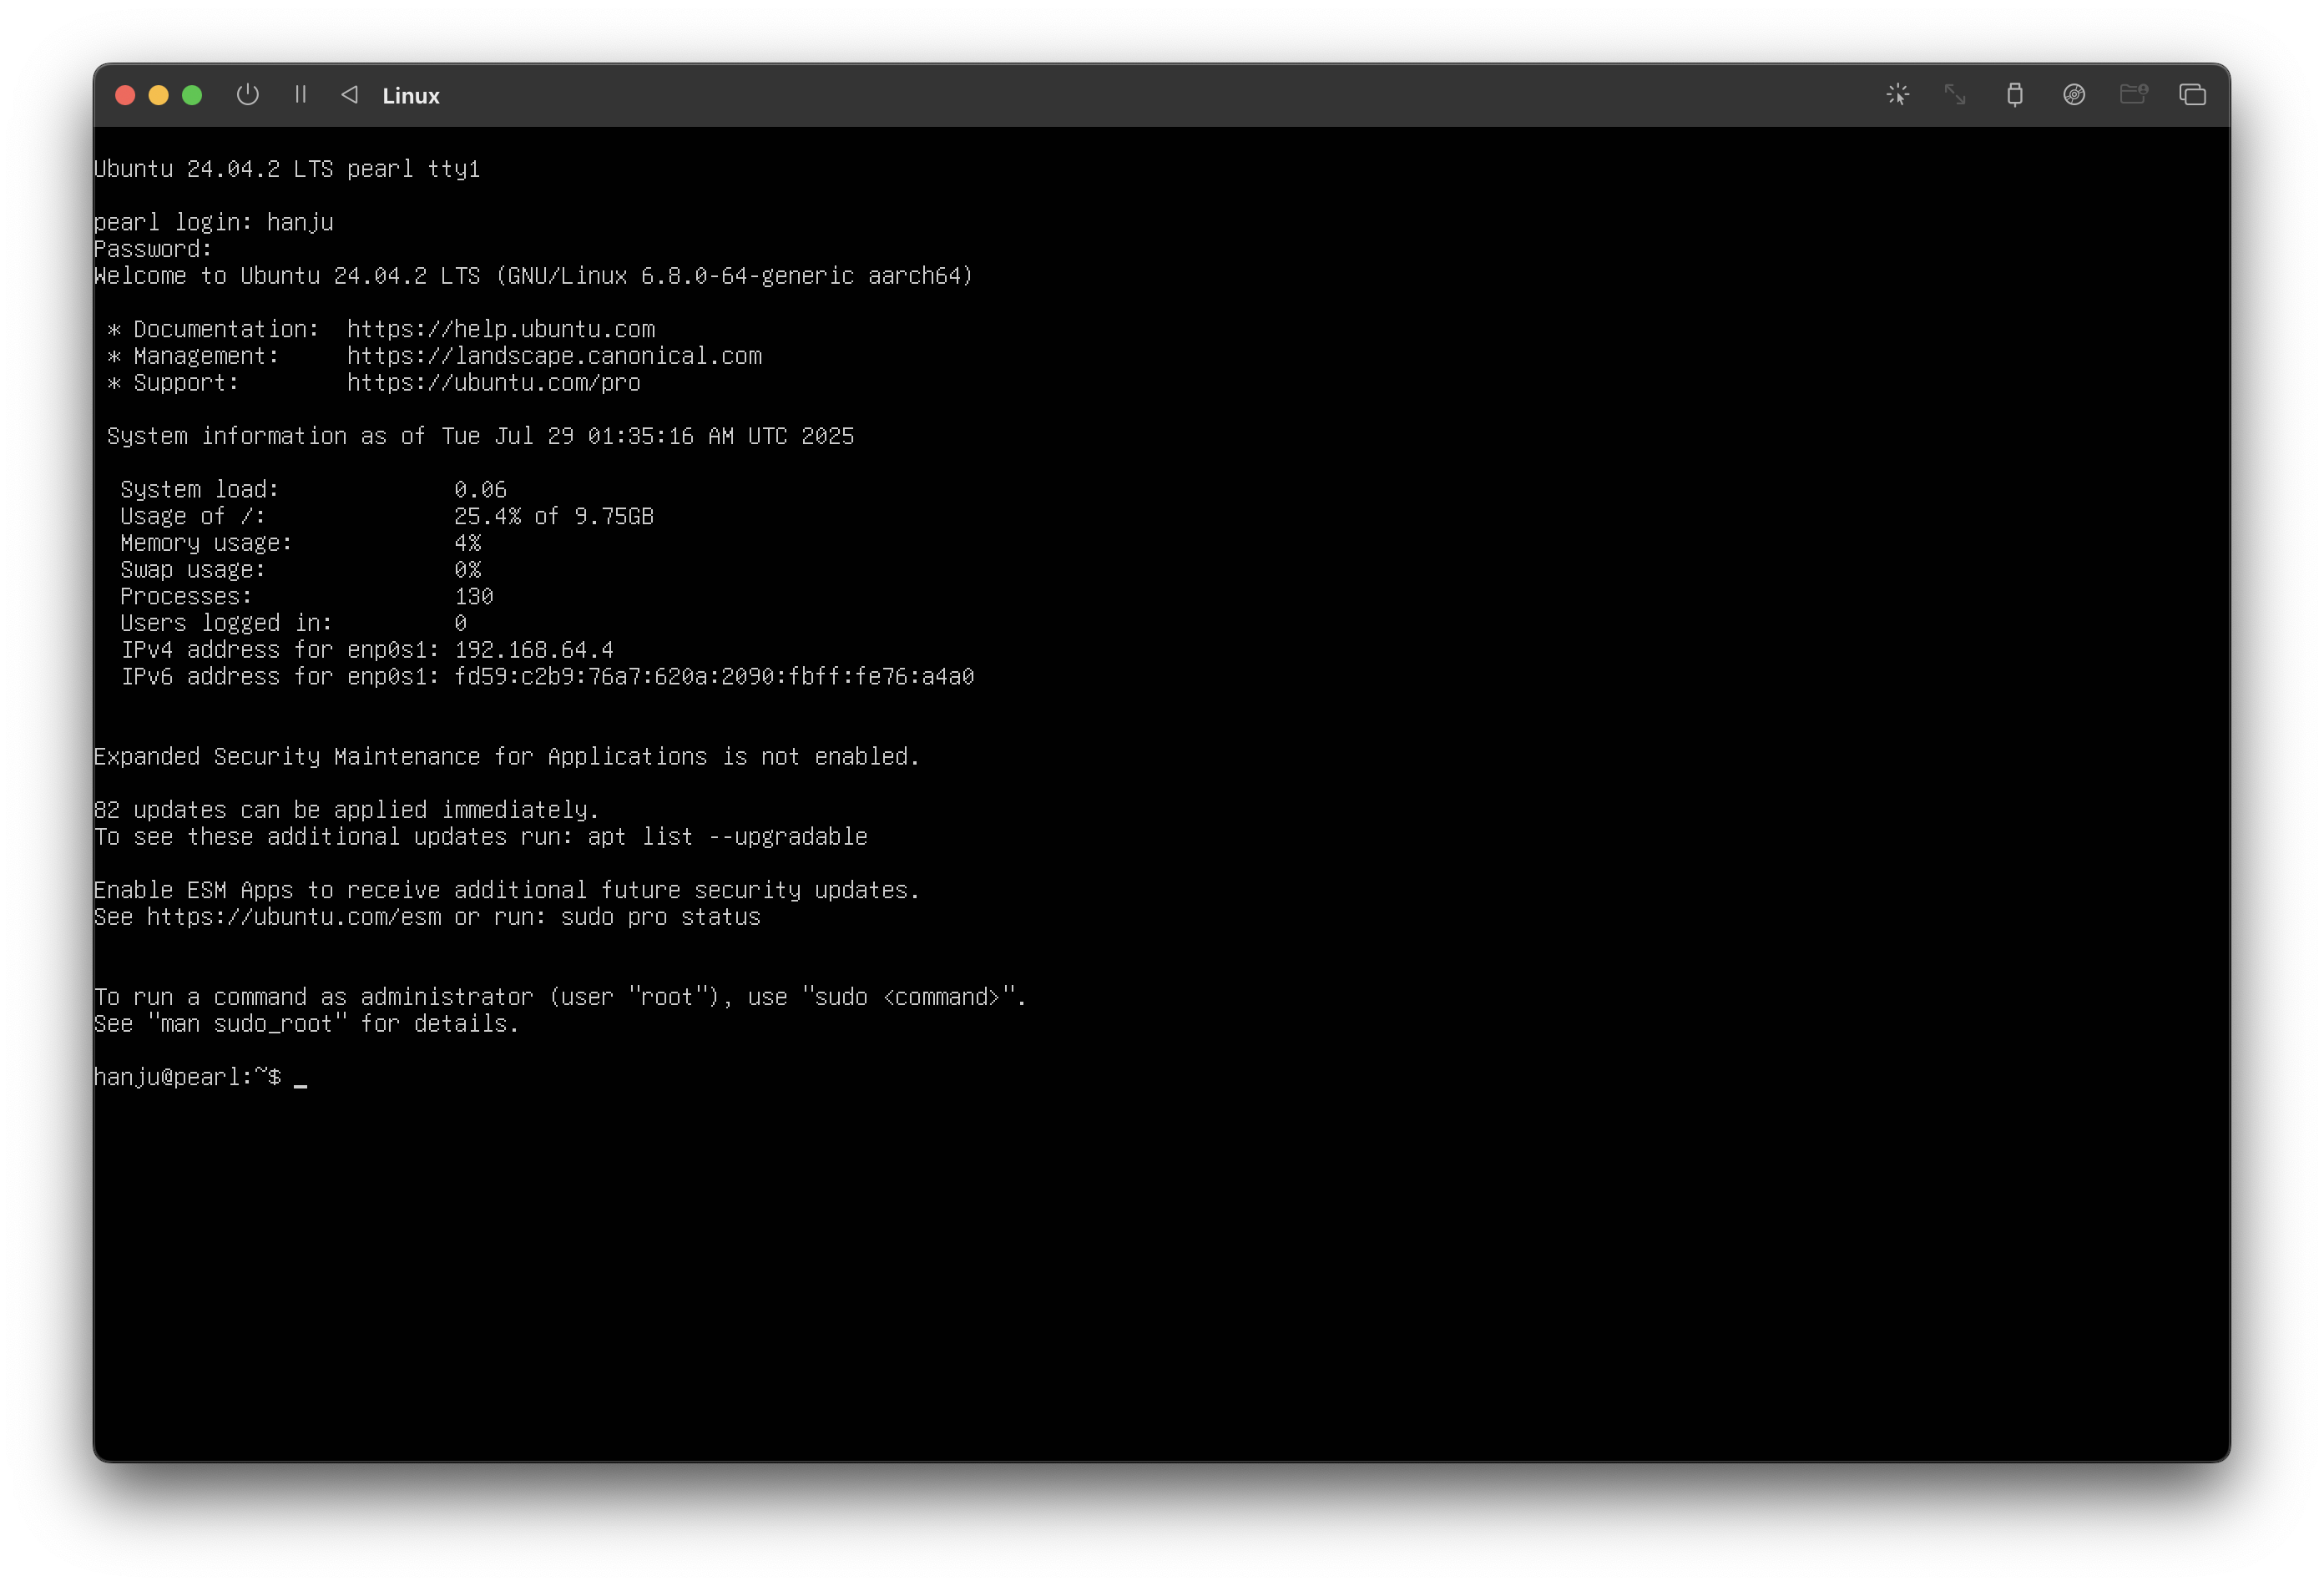 Linux
Ubuntu 24.04.2 LTS pearl tty1
pearl login: hanju
Password:
Welcome to Ubuntu 24.04.2 LTS (GNU/Linux 6.8.0-64-generic aarch64)
* Documentation:  https://help.ubuntu.com
* Management:     https://landscape.canonical.com
* Support:        https://ubuntu.com/pro
System information as of Tue Jul 29 01:35:16 AM UTC 2025
System load:             0.06
Usage of /:              25.4% of 9.75GB
Memory usage:            4%
Swap usage:              0%
Processes:               130
Users logged in:         0
IPv4 address for enp0s1: 192.168.64.4
IPv6 address for enp0s1: fd59:c2b9:76a7:620a:2090:fbff:fe76:a4a0
Expanded Security Maintenance for Applications is not enabled.
82 updates can be applied immediately.
To see these additional updates run: apt list --upgradable
Enable ESM Apps to receive additional future security updates.
See https://ubuntu.com/esm or run: sudo pro status
To run a command as administrator (user "root"), use "sudo <command>".
See "man sudo_root" for details.
hanju@pearl:~$ _